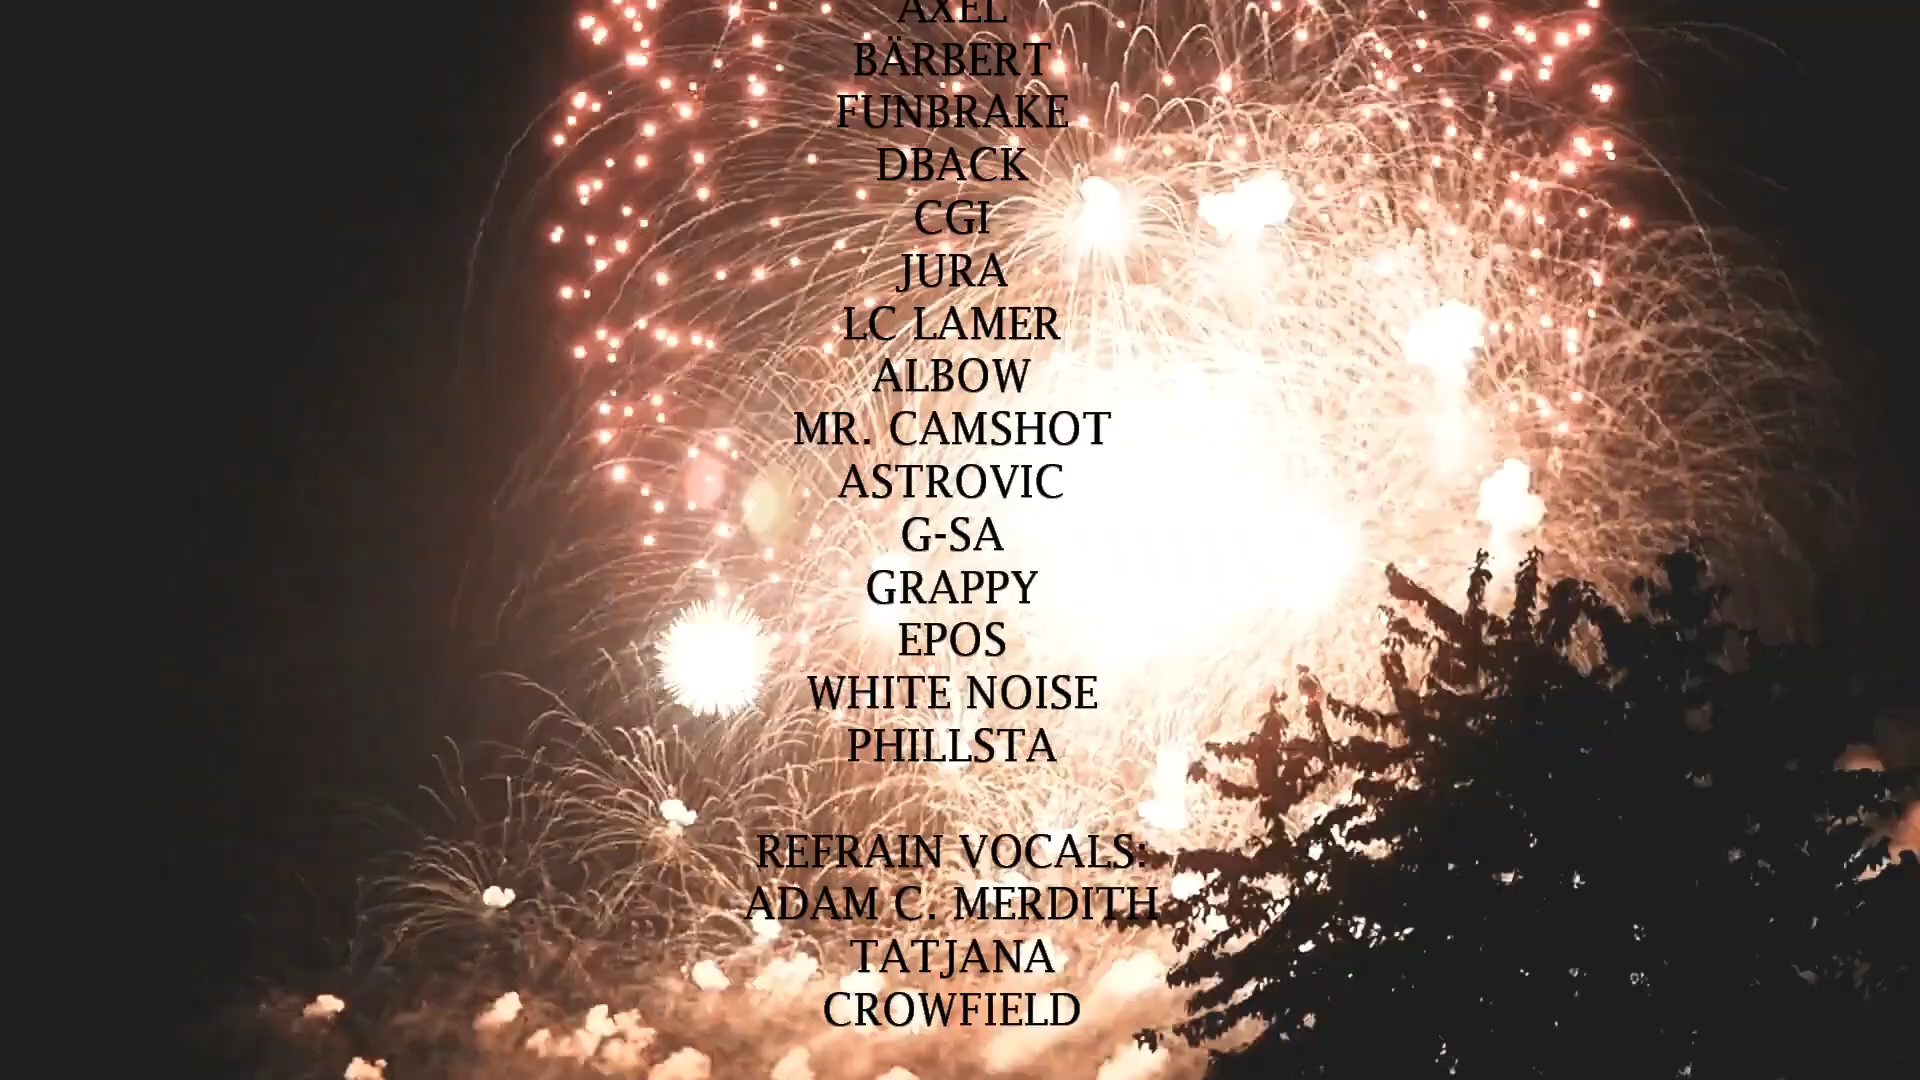 AXEL
BÄRBERT
FUNBRAKE
DBACK
CGI
JURA
LC LAMER
ALBOW
MR. CAMSHOT
ASTROVIC
G-SA
GRAPPY
EPOS
WHITE NOISE
PHILLSTA
REFRAIN VOCALS:
ADAM C. MERDITH
TATJANA
CROWFIELD